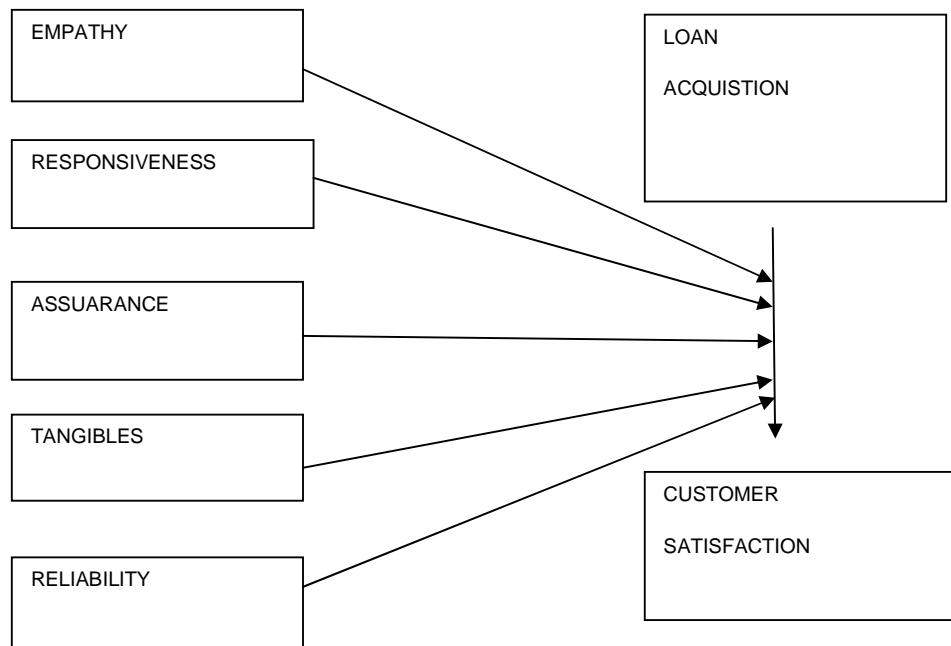 EMPATHY
RESPONSIVENESS
ASSUARANCE
TANGIBLES
RELIABILITY
LOAN
ACQUISTION
CUSTOMER
SATISFACTION